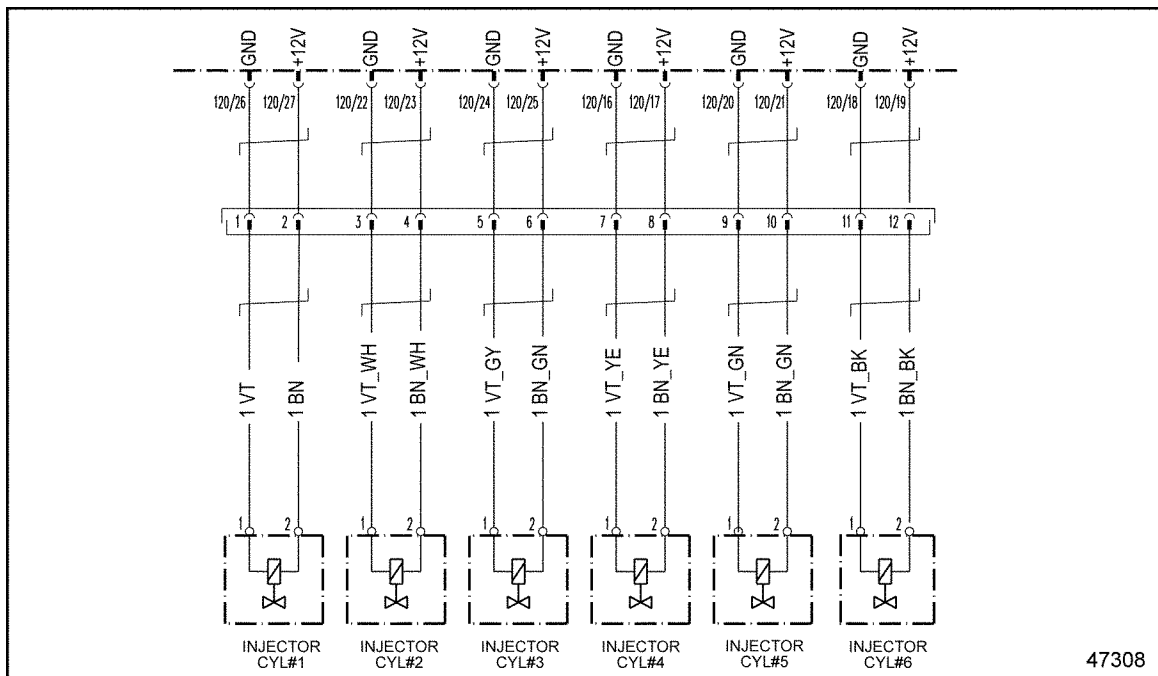 GND +12V GND +12V GND +12V GND +12V GND +12V GND +12V
120/26 120/27 120/22 120/23 120/24 120/25 120/16 120/17 120/20 120/21 120/18 120/19
1 2 3 4 5 6 7 8 9 10 11 12
1 VT 1 BN 1 VT_WH 1 BN_WH 1 VT_GY 1 BN_GN 1 VT_YE 1 BN_YE 1 VT_GN 1 BN_GN 1 VT_BK 1 BN_BK
1 2 1 2 1 2 1 2 1 2 1 2
INJECTOR INJECTOR INJECTOR INJECTOR INJECTOR INJECTOR
CYL#1 CYL#2 CYL#3 CYL#4 CYL#5 CYL#6
47308